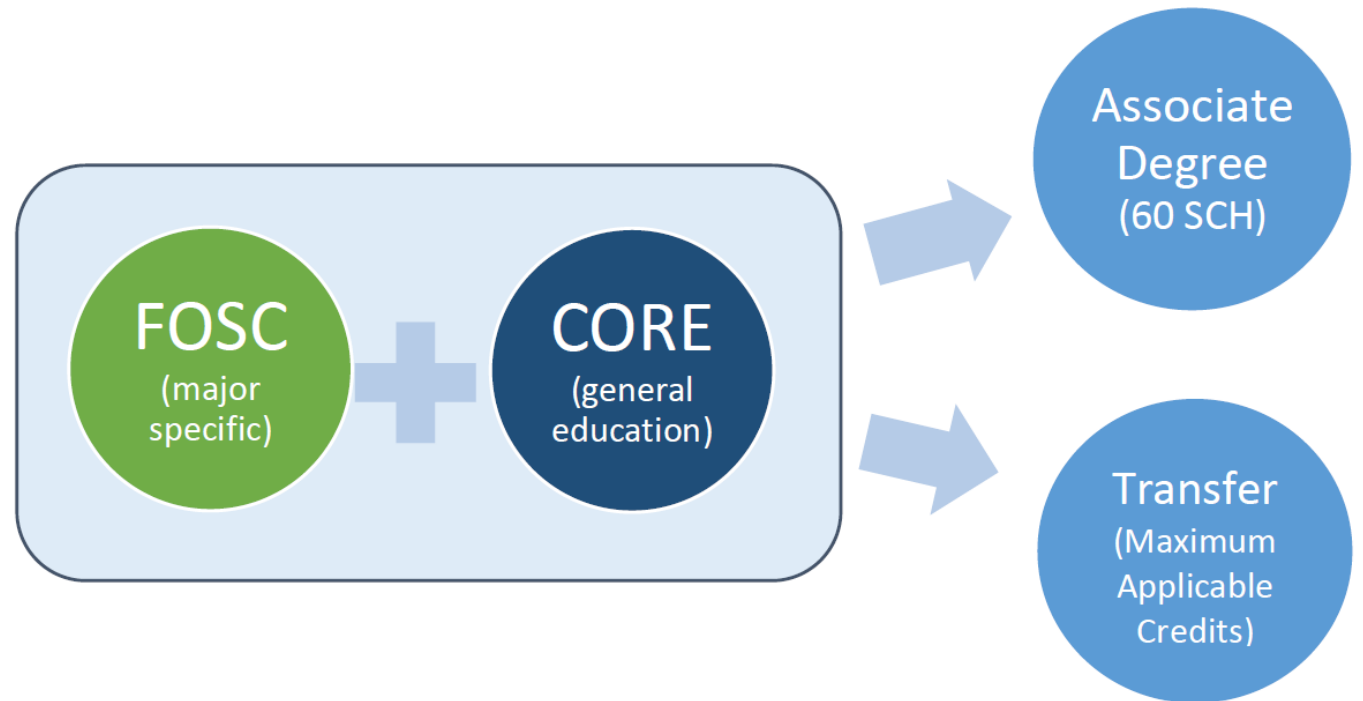 FOSC
(major
specific)
CORE
(general
education)
Associate
Degree
(60 SCH)
Transfer
(Maximum
Applicable
Credits)